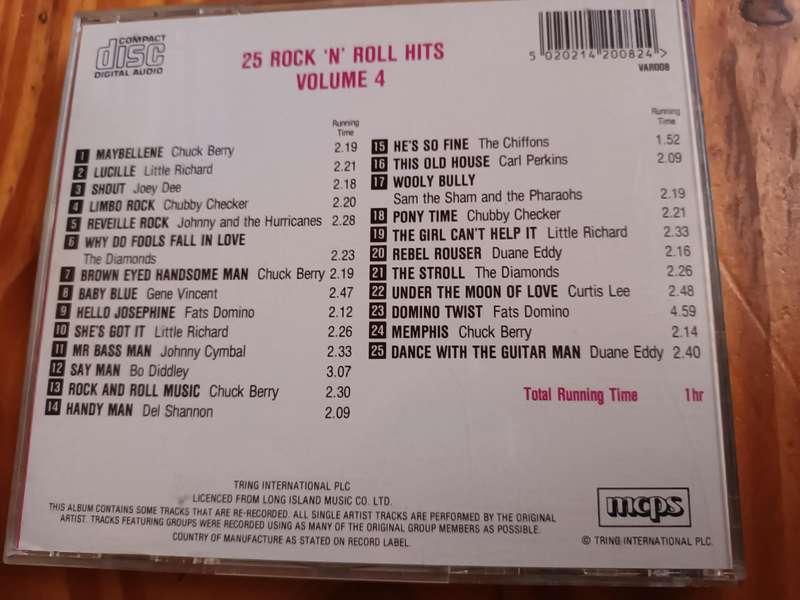 COMPACT
disc
DIGITAL AUDIO
25 ROCK 'N' ROLL HITS
VOLUME 4
5 020214 200824 >
VAR008
Running
Time
1 MAYBELLENE Chuck Berry 2.19
2 LUCILLE Little Richard 2.21
3 SHOUT Joey Dee 2.18
4 LIMBO ROCK Chubby Checker 2.20
5 REVEILLE ROCK Johnny and the Hurricanes 2.28
6 WHY DO FOOLS FALL IN LOVE
The Diamonds 2.23
7 BROWN EYED HANDSOME MAN Chuck Berry 2.19
8 BABY BLUE Gene Vincent 2.47
9 HELLO JOSEPHINE Fats Domino 2.12
10 SHE'S GOT IT Little Richard 2.26
11 MR BASS MAN Johnny Cymbal 2.33
12 SAY MAN Bo Diddley 3.07
13 ROCK AND ROLL MUSIC Chuck Berry 2.30
14 HANDY MAN Del Shannon 2.09
Running
Time
15 HE'S SO FINE The Chiffons 1.52
16 THIS OLD HOUSE Carl Perkins 2.09
17 WOOLY BULLY
Sam the Sham and the Pharaohs 2.19
18 PONY TIME Chubby Checker 2.21
19 THE GIRL CAN'T HELP IT Little Richard 2.33
20 REBEL ROUSER Duane Eddy 2.16
21 THE STROLL The Diamonds 2.26
22 UNDER THE MOON OF LOVE Curtis Lee 2.48
23 DOMINO TWIST Fats Domino 4.59
24 MEMPHIS Chuck Berry 2.14
25 DANCE WITH THE GUITAR MAN Duane Eddy 2.40
Total Running Time 1hr
TRING INTERNATIONAL PLC
LICENCED FROM LONG ISLAND MUSIC CO. LTD.
THIS ALBUM CONTAINS SOME TRACKS THAT ARE RE-RECORDED. ALL SINGLE ARTIST TRACKS ARE PERFORMED BY THE ORIGINAL
ARTIST. TRACKS FEATURING GROUPS WERE RECORDED USING AS MANY OF THE ORIGINAL GROUP MEMBERS AS POSSIBLE.
COUNTRY OF MANUFACTURE AS STATED ON RECORD LABEL.
mcps
© TRING INTERNATIONAL PLC.